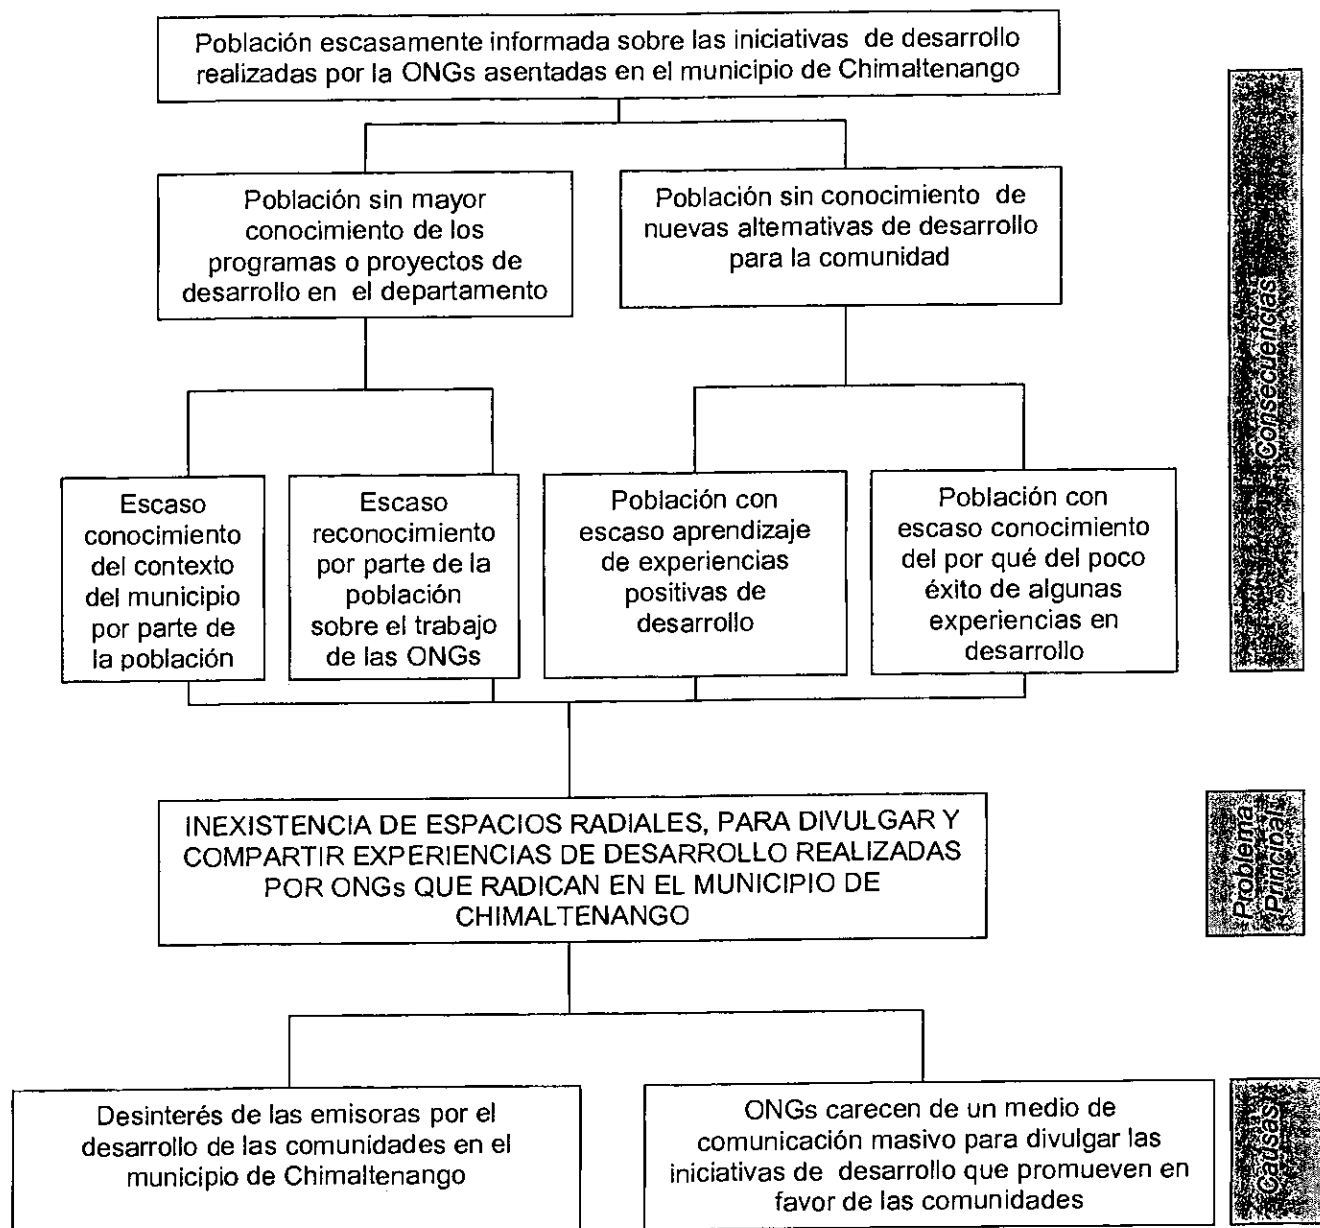 Población escasamente informada sobre las iniciativas de desarrollo
realizadas por la ONGs asentadas en el municipio de Chimaltenango
Población sin mayor
conocimiento de los
programas o proyectos de
desarrollo en el departamento
Población sin conocimiento de
nuevas alternativas de desarrollo
para la comunidad
Consecuencias
Escaso
conocimiento
del contexto
del municipio
por parte de
la población
Escaso
reconocimiento
por parte de la
población
sobre el trabajo
de las ONGs
Población con
escaso aprendizaje
de experiencias
positivas de
desarrollo
Población con
escaso conocimiento
del por qué del poco
éxito de algunas
experiencias en
desarrollo
INEXISTENCIA DE ESPACIOS RADIALES, PARA DIVULGAR Y
COMPARTIR EXPERIENCIAS DE DESARROLLO REALIZADAS
POR ONGs QUE RADICAN EN EL MUNICIPIO DE
CHIMALTENANGO
Problema
Principal
Desinterés de las emisoras por el
desarrollo de las comunidades en el
municipio de Chimaltenango
ONGs carecen de un medio de
comunicación masivo para divulgar las
iniciativas de desarrollo que promueven en
favor de las comunidades
Causas